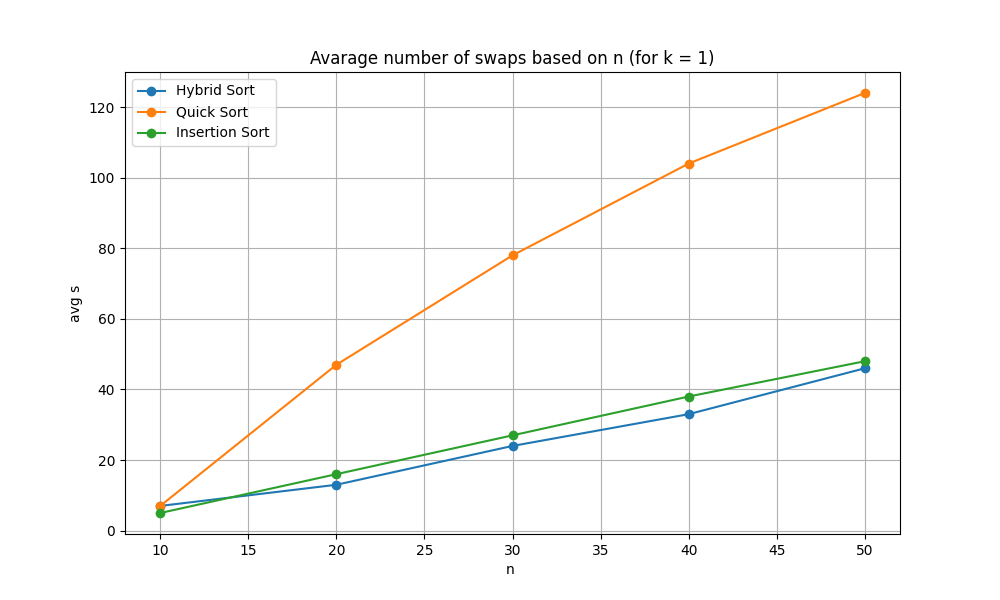 Avarage number of swaps based on n (for k = 1)
Hybrid Sort
Quick Sort
Insertion Sort
120
100
80
60
40
20
0
avg s
10 15 20 25 30 35 40 45 50
n